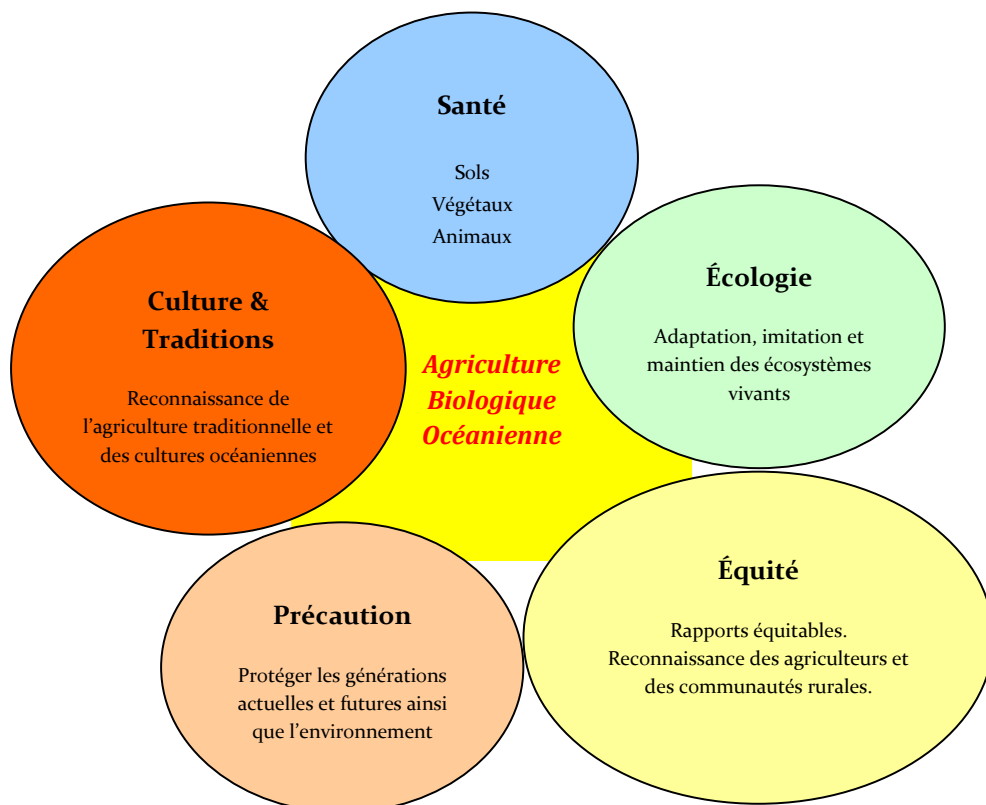 Santé
Sols
Végétaux
Animaux
Écologie
Adaptation, imitation et
maintien des écosystèmes
vivants
Culture &
Traditions
Reconnaissance de
l’agriculture traditionnelle et
des cultures océaniennes
Agriculture
Biologique
Océanienne
Équité
Rapports équitables.
Reconnaissance des agriculteurs et
des communautés rurales.
Précaution
Protéger les générations
actuelles et futures ainsi
que l’environnement